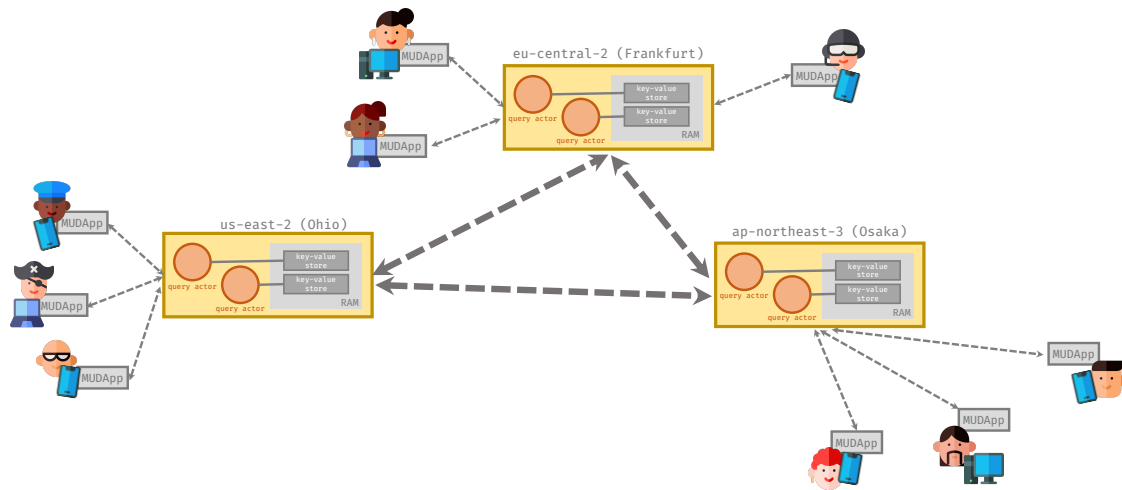 eu-central-2 (Frankfurt)
MUDApp
MUDApp
MUDApp
key-value
store
key-value
store
query actor
query actor
RAM
us-east-2 (Ohio)
MUDApp
MUDApp
MUDApp
key-value
store
key-value
store
query actor
query actor
RAM
ap-northeast-3 (Osaka)
key-value
store
key-value
store
query actor
query actor
RAM
MUDApp
MUDApp
MUDApp